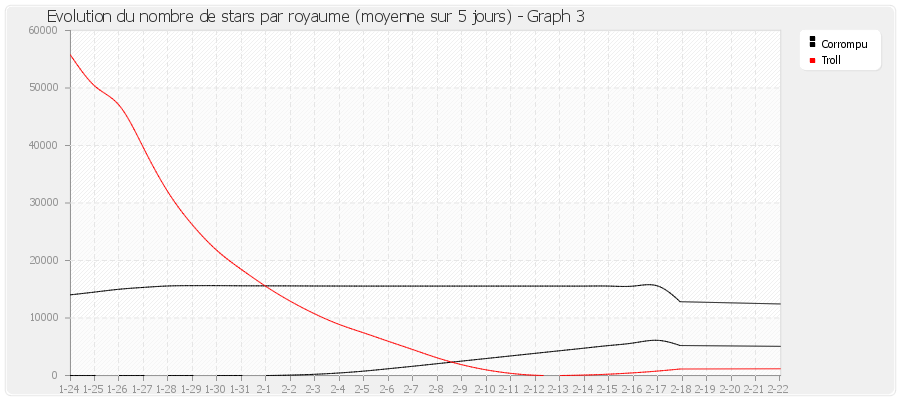 Evolution du nombre de stars par royaume (moyenne sur 5 jours) - Graph 3
60000
50000
40000
30000
20000
10000
0
1-24 1-25 1-26 1-27 1-28 1-29 1-30 1-31 2-1 2-2 2-3 2-4 2-5 2-6 2-7 2-8 2-9 2-10 2-11 2-12 2-13 2-14 2-15 2-16 2-17 2-18 2-19 2-20 2-21 2-22
Corrompu
Troll